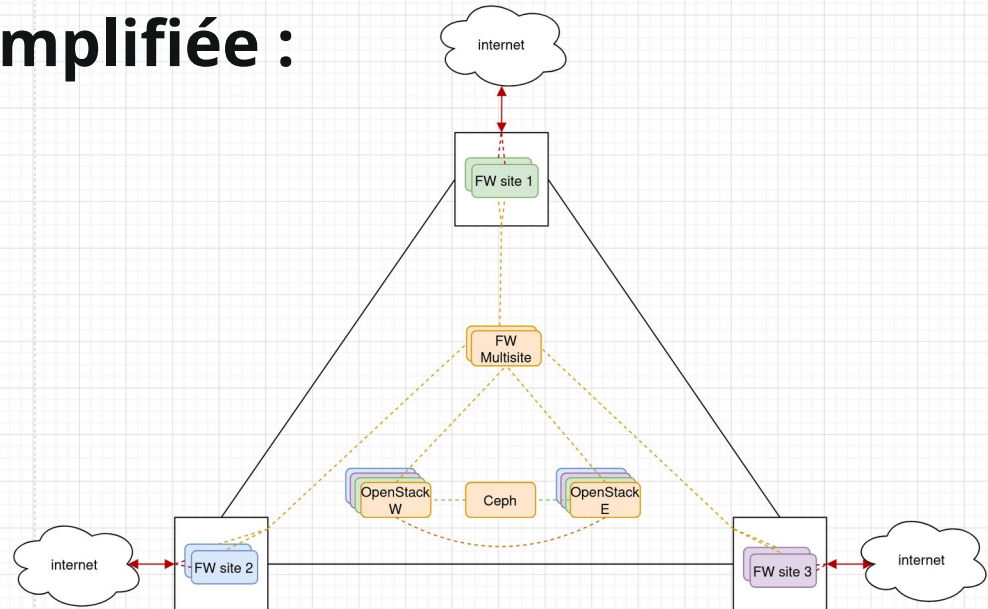 mplifiée :
internet
FW site 1
FW
Multisite
OpenStack
W
Ceph
OpenStack
E
internet
FW site 2
FW site 3
internet